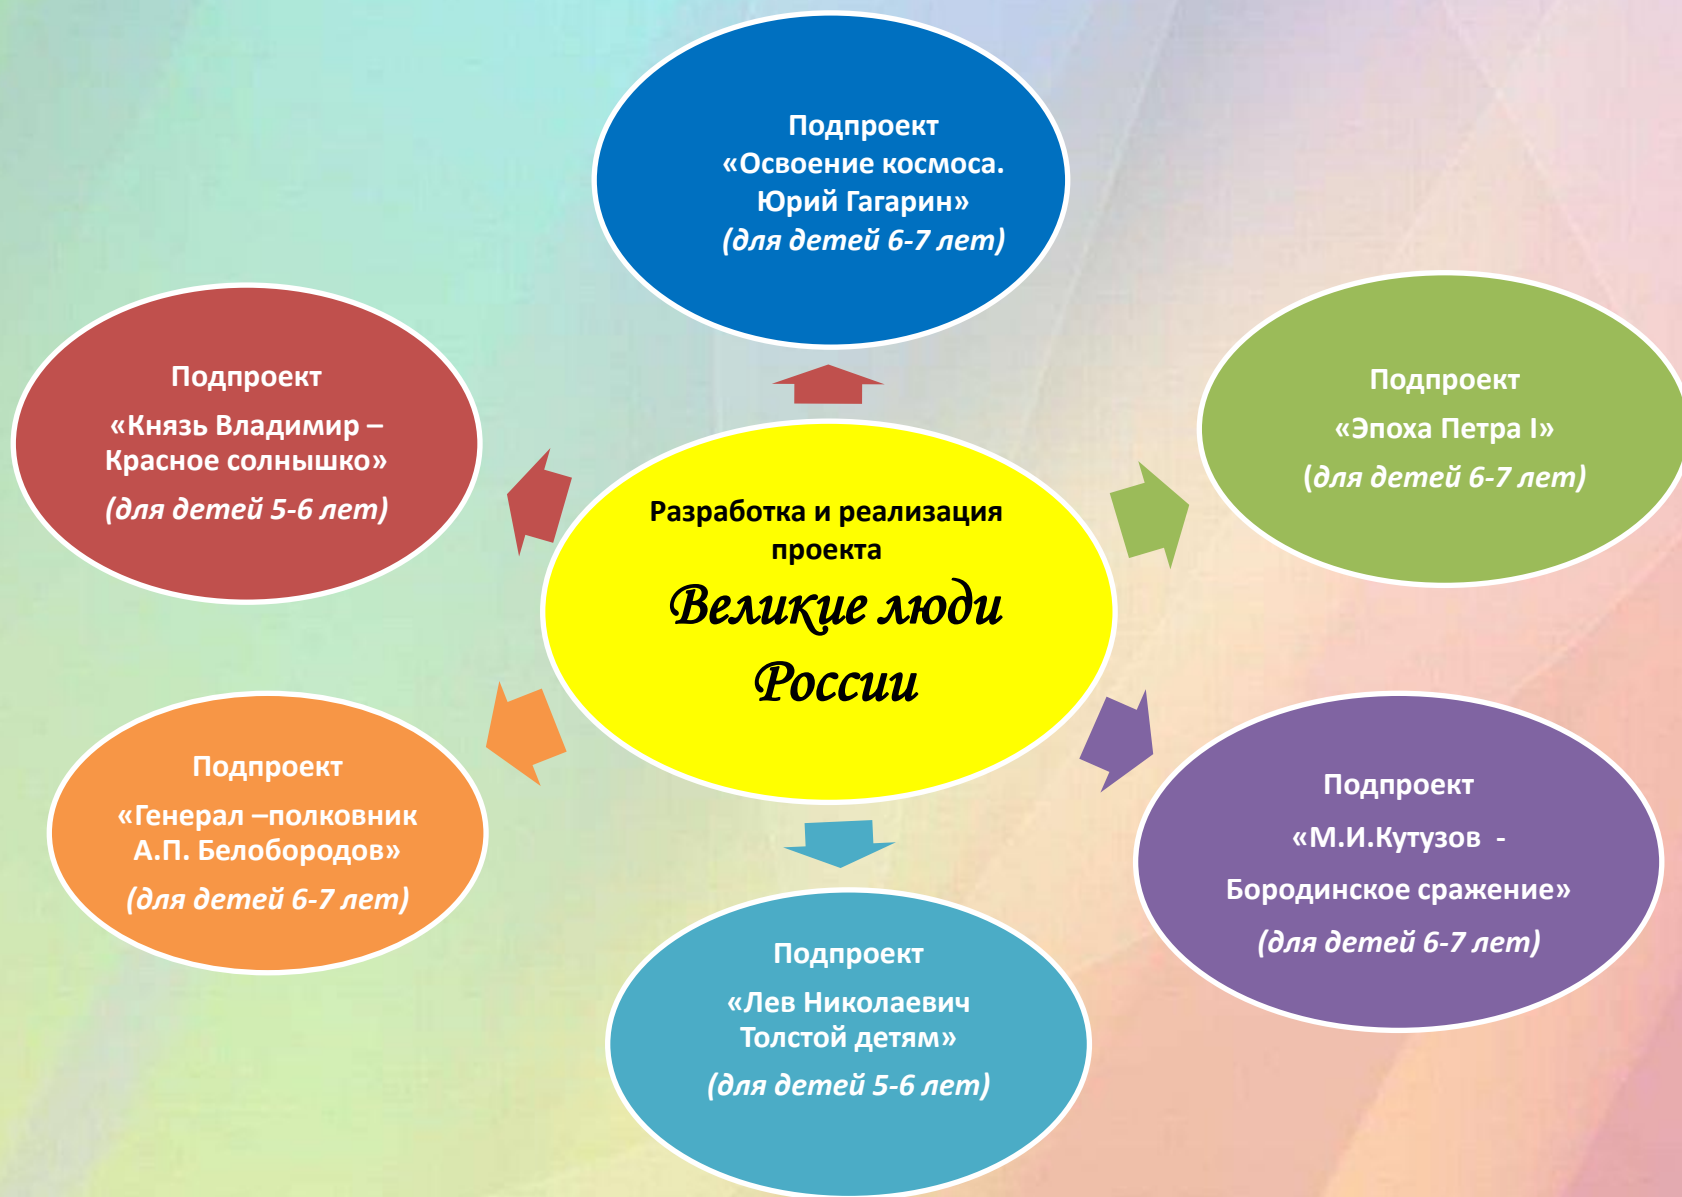 Подпроект
«Освоение космоса.
Юрий Гагарин»
(для детей 6-7 лет)
Подпроект
«Князь Владимир –
Красное солнышко»
(для детей 5-6 лет)
Подпроект
«Эпоха Петра I»
(для детей 6-7 лет)
Разработка и реализация
проекта
Великие люди
России
Подпроект
«Генерал –полковник
А.П. Белобородов»
(для детей 6-7 лет)
Подпроект
«М.И.Кутузов -
Бородинское сражение»
(для детей 6-7 лет)
Подпроект
«Лев Николаевич
Толстой детям»
(для детей 5-6 лет)